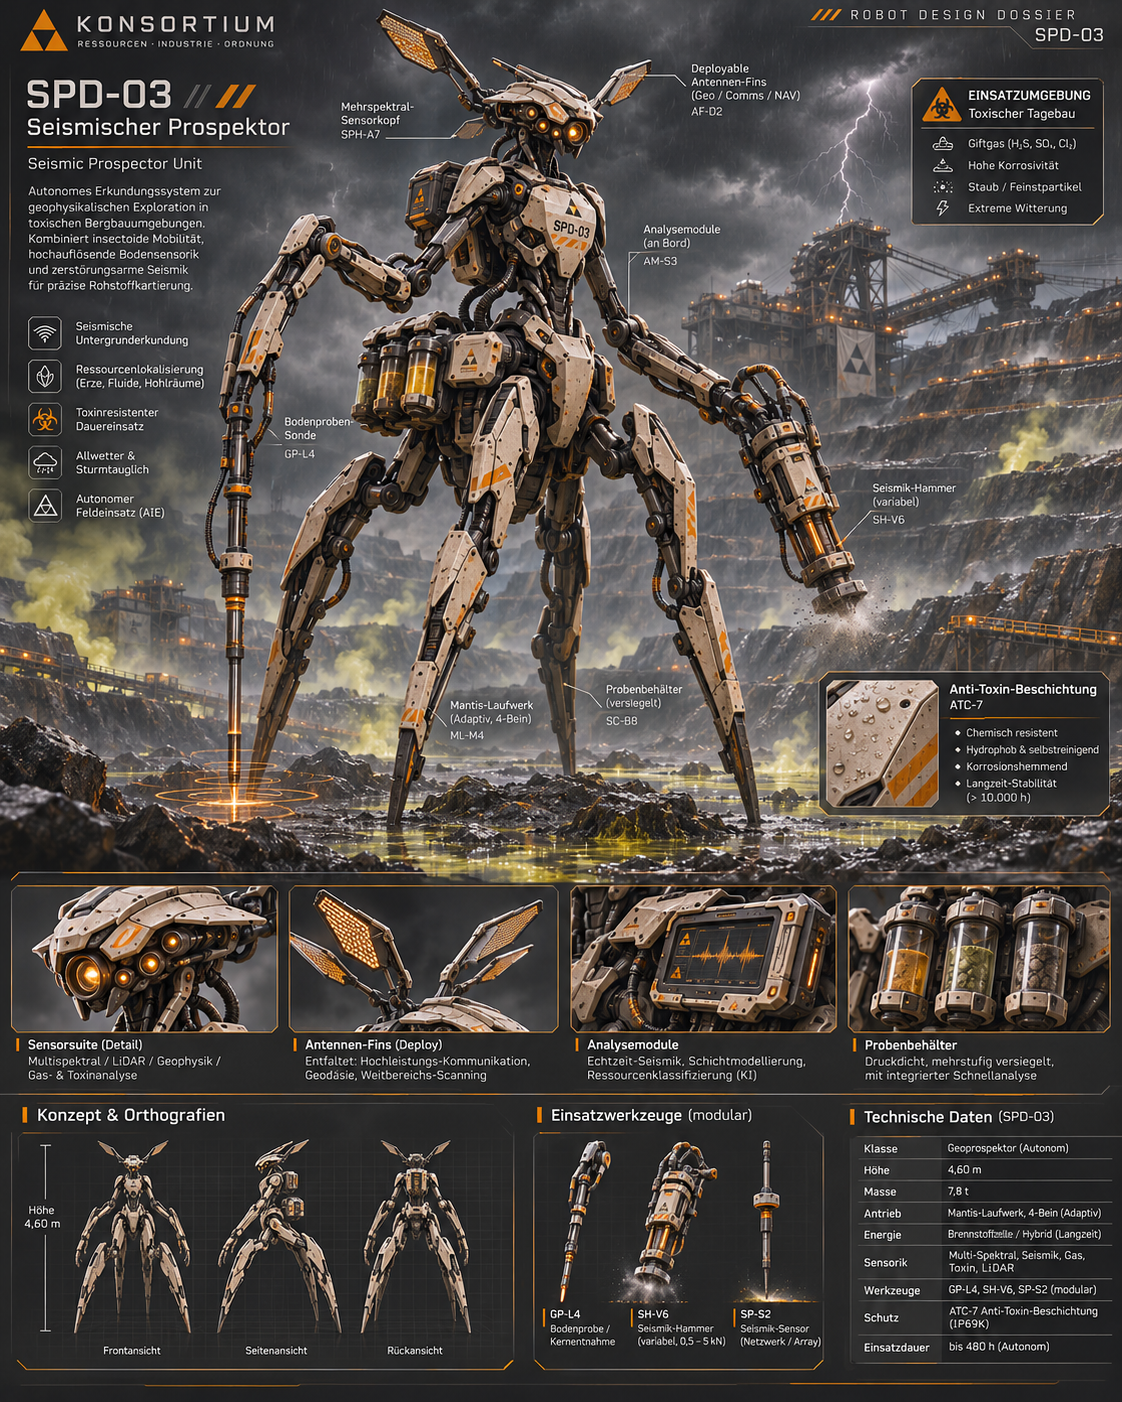 KONSORTIUM
RESSOURCEN · INDUSTRIE · ORDNUNG
ROBOT DESIGN DOSSIER
SPD-03
SPD-03
Seismischer Prospektor
Seismic Prospector Unit
Autonomes Erkundungssystem zur
geophysikalischen Exploration in
toxischen Bergbauumgebungen.
Kombiniert insectoide Mobilität,
hochauflösende Bodensensorik
und zerstörungsarme Seismik
für präzise Rohstoffkartierung.
Seismische
Untergrunderkundung
Ressourcenlokalisierung
(Erze, Fluide, Hohlräume)
Toxinresistenter
Dauereinsatz
Allwetter &
Sturmtauglich
Autonomer
Feldeinsatz (AIE)
Mehrspektral-
Sensorkopf
SPH-A7
Deployable
Antennen-Fins
(Geo / Comms / NAV)
AF-D2
EINSATZUMGEBUNG
Toxischer Tagebau
Giftgas (H₂S, SO₂, Cl₂)
Hohe Korrosivität
Staub / Feinstpartikel
Extreme Witterung
SPD-03
Analysemodule
(an Bord)
AM-S3
Bodenproben-
Sonde
GP-L4
Seismik-Hammer
(variabel)
SH-V6
Mantis-Laufwerk
(Adaptiv, 4-Bein)
ML-M4
Probenbehälter
(versiegelt)
SC-B8
Anti-Toxin-Beschichtung
ATC-7
Chemisch resistent
Hydrophob & selbstreinigend
Korrosionshemmend
Langzeit-Stabilität
(> 10.000 h)
Sensorsuite (Detail)
Multispektral / LiDAR / Geophysik /
Gas- & Toxinanalyse
Antennen-Fins (Deploy)
Entfaltet: Hochleistungs-Kommunikation,
Geodäsie, Weitbereichs-Scanning
Analysemodule
Echtzeit-Seismik, Schichtmodellierung,
Ressourcenklassifizierung (KI)
Probenbehälter
Druckdicht, mehrstufig versiegelt,
mit integrierter Schnellanalyse
Konzept & Orthografien
Höhe
4,60 m
Frontansicht
Seitenansicht
Rückansicht
Einsatzwerkzeuge (modular)
GP-L4
Bodenprobe /
Kernentnahme
SH-V6
Seismik-Hammer
(variabel, 0,5 – 5 kN)
SP-S2
Seismik-Sensor
(Netzwerk / Array)
Technische Daten (SPD-03)
Klasse Geoprospektor (Autonom)
Höhe 4,60 m
Masse 7,8 t
Antrieb Mantis-Laufwerk, 4-Bein (Adaptiv)
Energie Brennstoffzelle / Hybrid (Langzeit)
Sensorik Multi-Spektral, Seismik, Gas,
Toxin, LiDAR
Werkzeuge GP-L4, SH-V6, SP-S2 (modular)
Schutz ATC-7 Anti-Toxin-Beschichtung
(IP69K)
Einsatzdauer bis 480 h (Autonom)